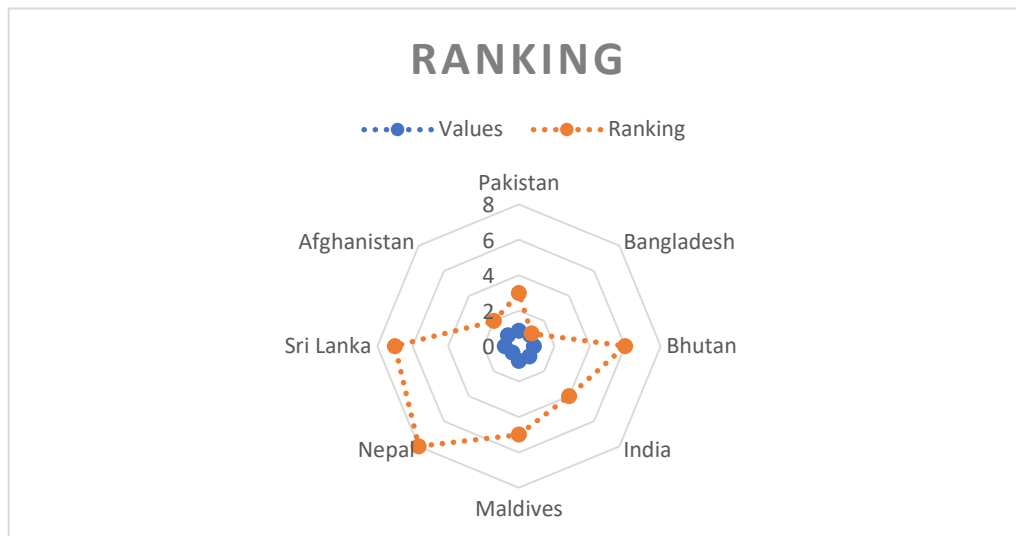 RANKING
Values Ranking
Pakistan
8
Afghanistan Bangladesh
6
4
2
Sri Lanka 0 Bhutan
Nepal India
Maldives